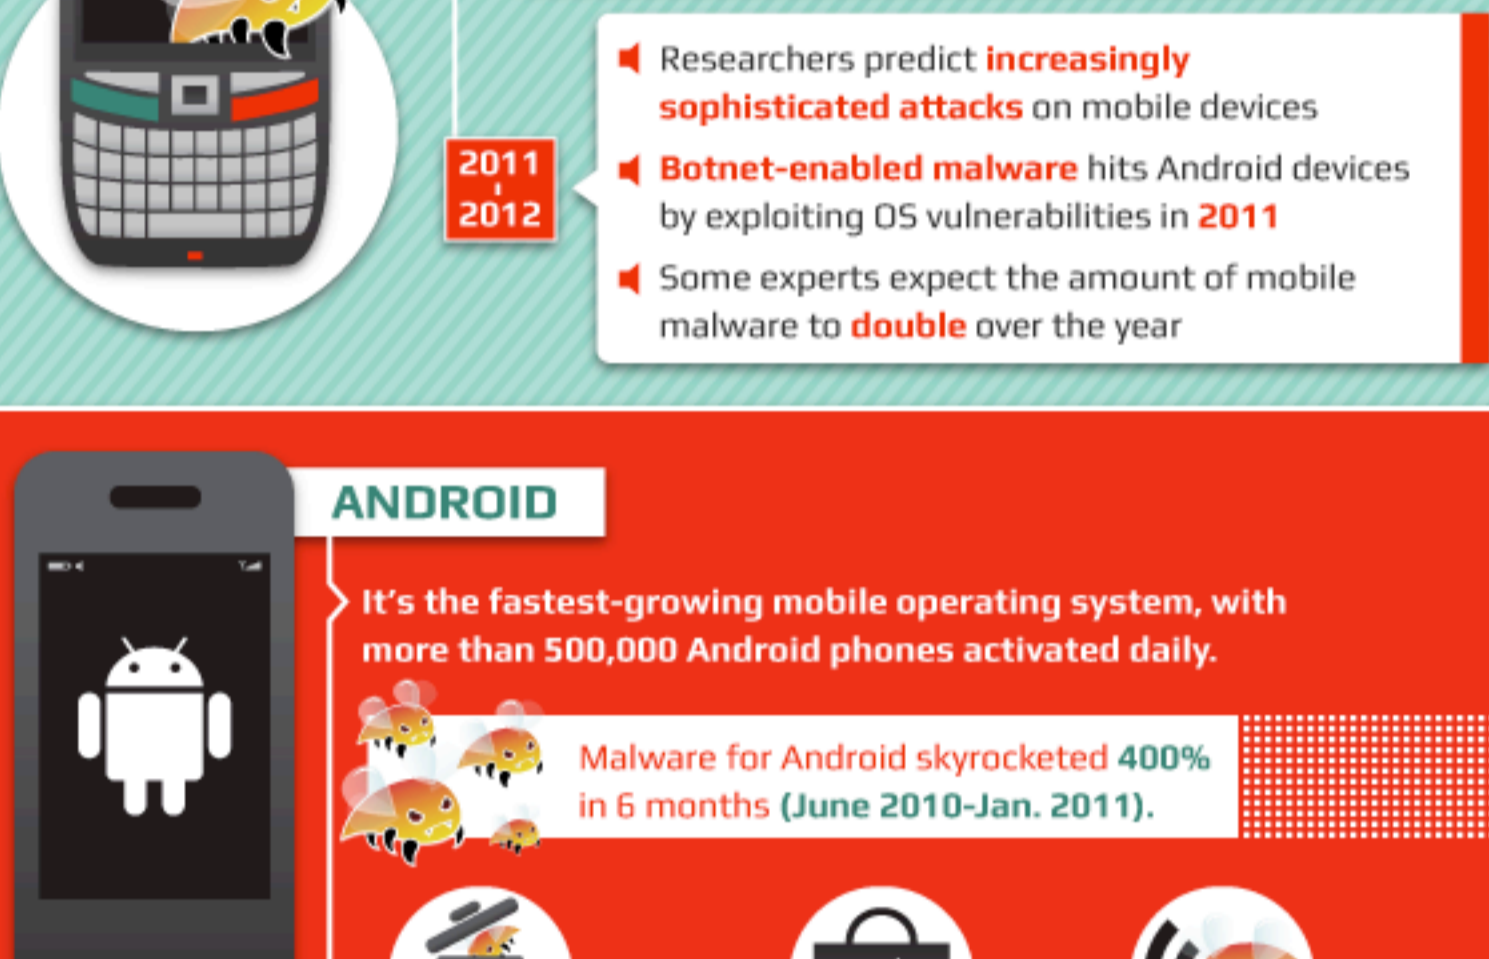 Researchers predict increasingly
sophisticated attacks on mobile devices
2011
-
2012
Botnet-enabled malware hits Android devices
by exploiting OS vulnerabilities in 2011
Some experts expect the amount of mobile
malware to double over the year
ANDROID
It's the fastest-growing mobile operating system, with
more than 500,000 Android phones activated daily.
Malware for Android skyrocketed 400%
in 6 months (June 2010-Jan. 2011).